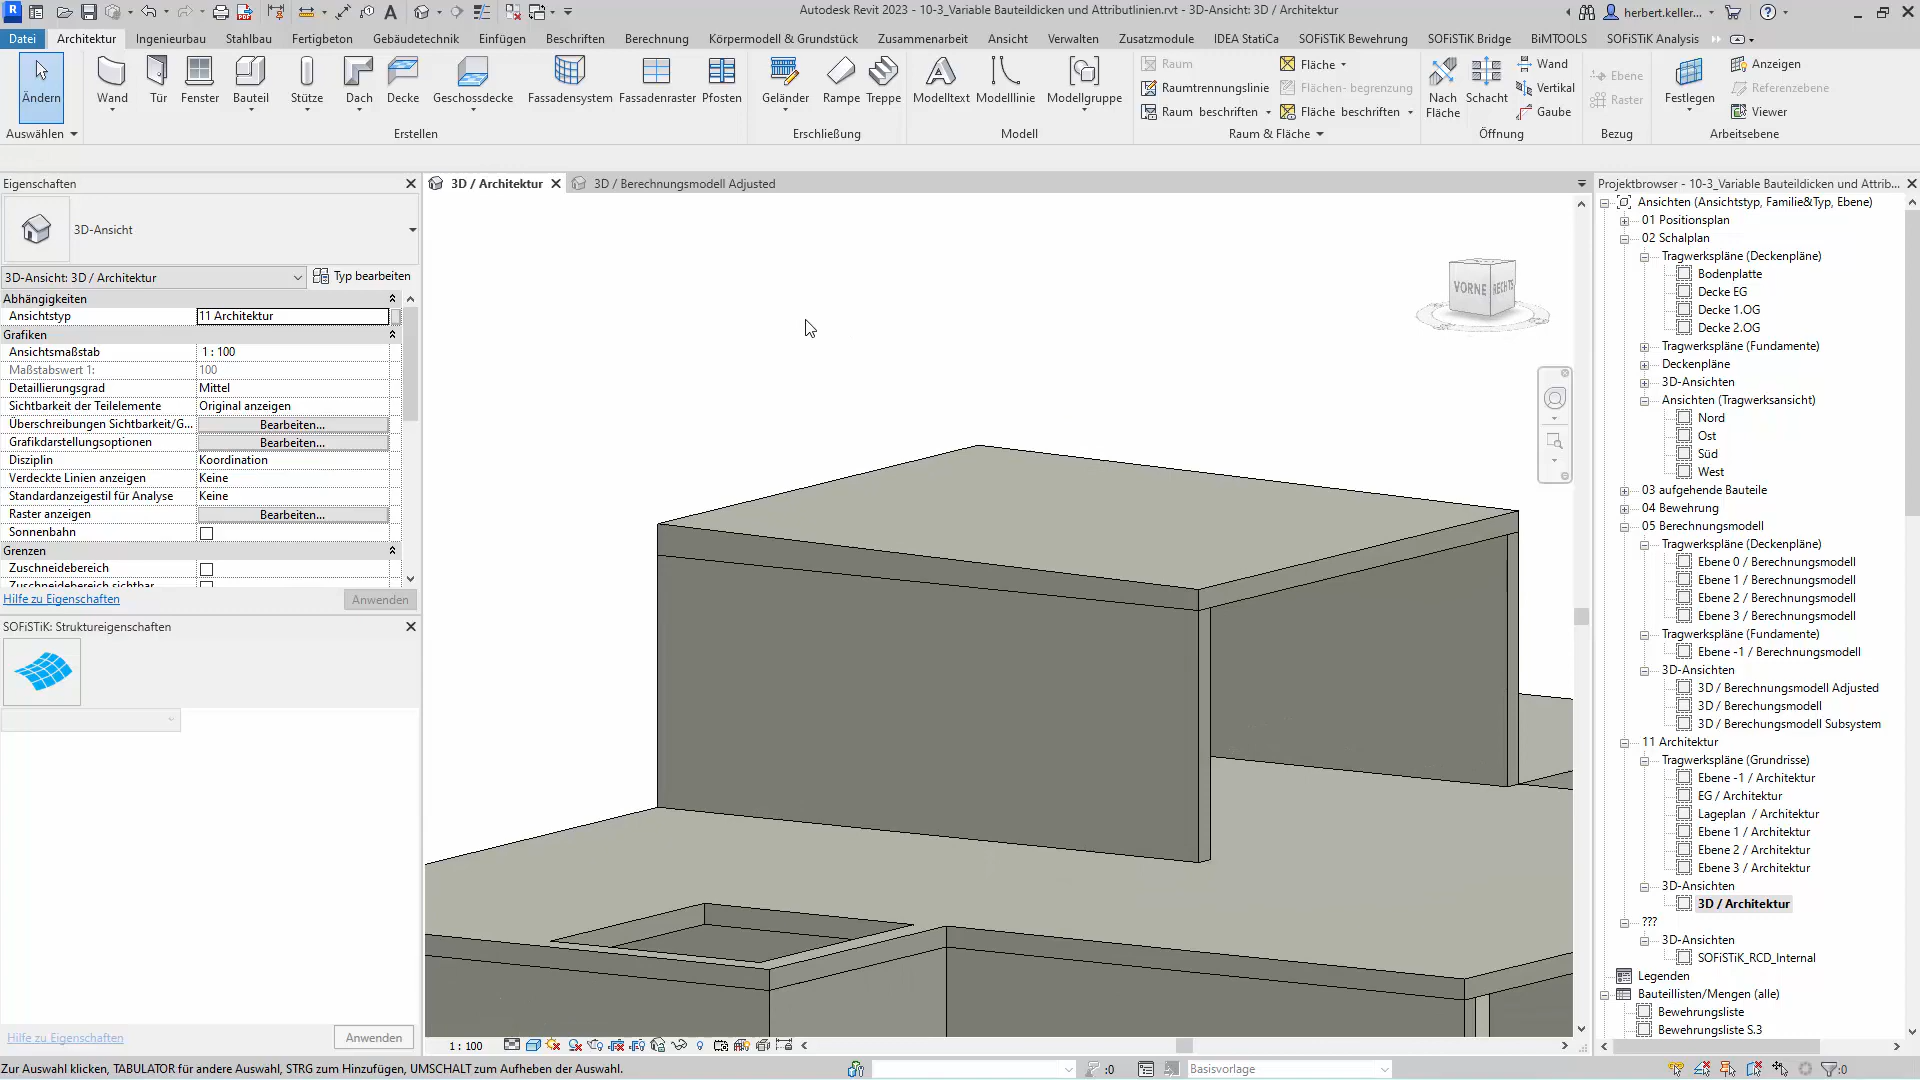 Autodesk Revit 2023 - 10-3_Variable Bauteildicken und Attributlinien.rvt - 3D-Ansicht: 3D / Architektur
herbert.keller...
Datei Architektur Ingenieurbau Stahlbau Fertigbeton Gebäudetechnik Einfügen Beschriften Berechnung Körpermodell & Grundstück Zusammenarbeit Ansicht Verwalten Zusatzmodule IDEA StatiCa SOFiSTiK Bewehrung SOFiSTiK Bridge BiMTOOLS SOFiSTiK Analysis
Ändern Wand Tür Fenster Bauteil Stütze Dach Decke Geschossdecke Fassadensystem Fassadenraster Pfosten Geländer Rampe Treppe Modelltext Modelllinie Modellgruppe
Raum Fläche
Raumtrennungslinie Flächen- begrenzung
Raum beschriften Fläche beschriften
Nach Fläche Schacht Wand Vertikal Gaube
Ebene Raster
Festlegen Anzeigen Referenzebene Viewer
Auswählen Erstellen Erschließung Modell Raum & Fläche Öffnung Bezug Arbeitsebene
Eigenschaften
3D-Ansicht
3D-Ansicht: 3D / Architektur Typ bearbeiten
Abhängigkeiten
Ansichtstyp 11 Architektur
Grafiken
Ansichtsmaßstab 1 : 100
Maßstabswert 1: 100
Detaillierungsgrad Mittel
Sichtbarkeit der Teilelemente Original anzeigen
Überschreibungen Sichtbarkeit/G... Bearbeiten...
Grafikdarstellungsoptionen Bearbeiten...
Disziplin Koordination
Verdeckte Linien anzeigen Keine
Standardanzeigestil für Analyse Keine
Raster anzeigen Bearbeiten...
Sonnenbahn
Grenzen
Zuschneidebereich
Zuschneidebereich sichtbar
Hilfe zu Eigenschaften Anwenden
SOFiSTiK: Struktureigenschaften
Hilfe zu Eigenschaften Anwenden
3D / Architektur 3D / Berechnungsmodell Adjusted
VORNE RECHTS
1 : 100
Projektbrowser - 10-3_Variable Bauteildicken und Attrib...
Ansichten (Ansichtstyp, Familie&Typ, Ebene)
01 Positionsplan
02 Schalplan
Tragwerkspläne (Deckenpläne)
Bodenplatte
Decke EG
Decke 1.OG
Decke 2.OG
Tragwerkspläne (Fundamente)
Deckenpläne
3D-Ansichten
Ansichten (Tragwerksansicht)
Nord
Ost
Süd
West
03 aufgehende Bauteile
04 Bewehrung
05 Berechnungsmodell
Tragwerkspläne (Deckenpläne)
Ebene 0 / Berechnungsmodell
Ebene 1 / Berechnungsmodell
Ebene 2 / Berechnungsmodell
Ebene 3 / Berechnungsmodell
Tragwerkspläne (Fundamente)
Ebene -1 / Berechnungsmodell
3D-Ansichten
3D / Berechnungsmodell Adjusted
3D / Berechnungsmodell
3D / Berechungsmodell Subsystem
11 Architektur
Tragwerkspläne (Grundrisse)
Ebene -1 / Architektur
EG / Architektur
Lageplan / Architektur
Ebene 1 / Architektur
Ebene 2 / Architektur
Ebene 3 / Architektur
3D-Ansichten
3D / Architektur
???
3D-Ansichten
SOFiSTiK_RCD_Internal
Legenden
Bauteillisten/Mengen (alle)
Bewehrungsliste
Bewehrungsliste S.3
Zur Auswahl klicken, TABULATOR für andere Auswahl, STRG zum Hinzufügen, UMSCHALT zum Aufheben der Auswahl.
:0 Basisvorlage :0